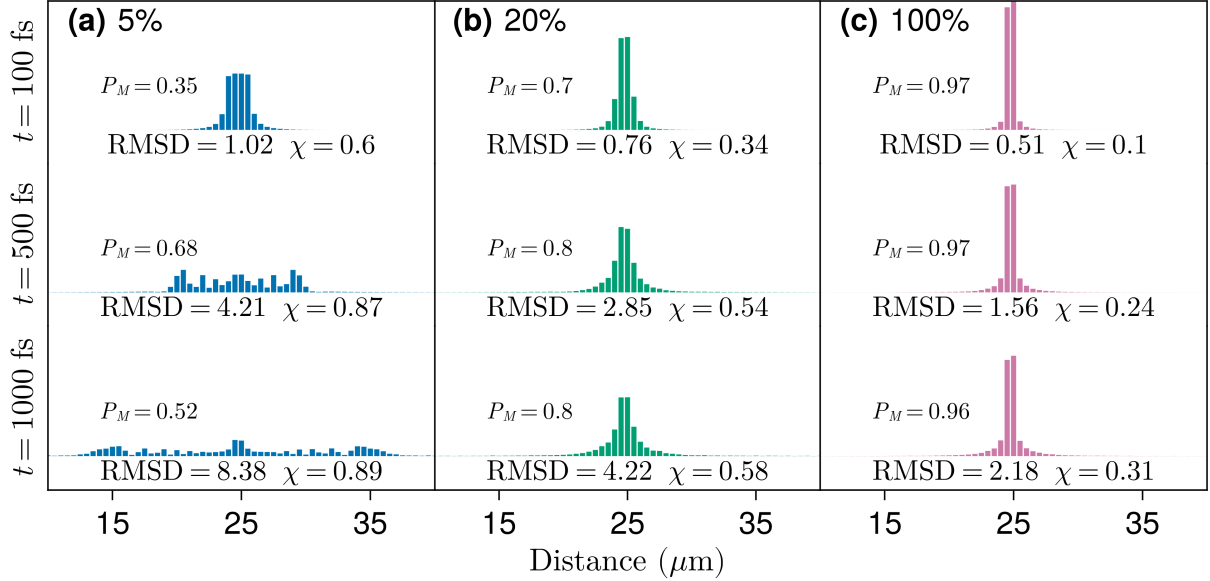 (a) 5%
(b) 20%
(c) 100%
t = 100 fs
P_M = 0.35
RMSD = 1.02 χ = 0.6
P_M = 0.7
RMSD = 0.76 χ = 0.34
P_M = 0.97
RMSD = 0.51 χ = 0.1
t = 500 fs
P_M = 0.68
RMSD = 4.21 χ = 0.87
P_M = 0.8
RMSD = 2.85 χ = 0.54
P_M = 0.97
RMSD = 1.56 χ = 0.24
t = 1000 fs
P_M = 0.52
RMSD = 8.38 χ = 0.89
P_M = 0.8
RMSD = 4.22 χ = 0.58
P_M = 0.96
RMSD = 2.18 χ = 0.31
15 25 35 15 25 35 15 25 35
Distance (μm)